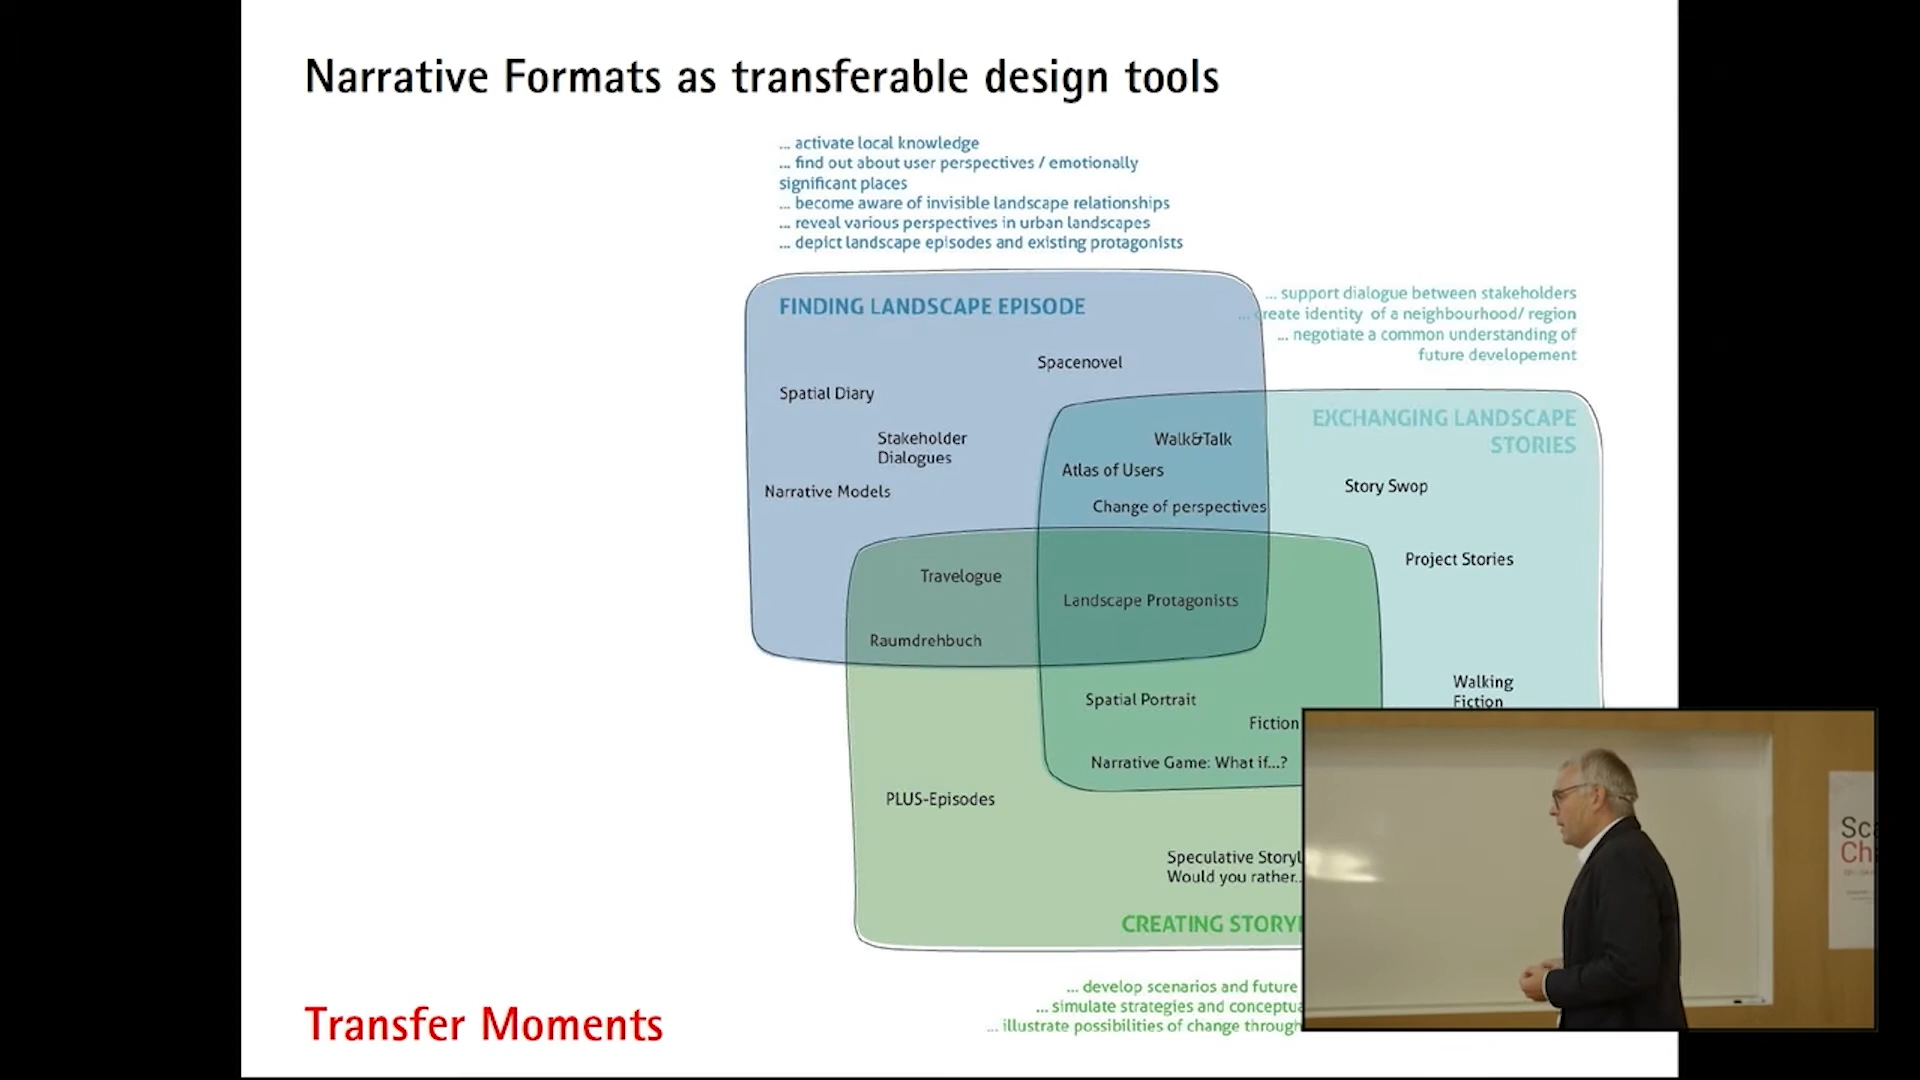 Narrative Formats as transferable design tools
... activate local knowledge
... find out about user perspectives / emotionally
significant places
... become aware of invisible landscape relationships
... reveal various perspectives in urban landscapes
... depict landscape episodes and existing protagonists
FINDING LANDSCAPE EPISODE
... support dialogue between stakeholders
... create identity of a neighbourhood/ region
... negotiate a common understanding of
future developement
Spacenovel
Spatial Diary
EXCHANGING LANDSCAPE
STORIES
Stakeholder
Dialogues
Walk&Talk
Atlas of Users
Narrative Models
Story Swop
Change of perspectives
Project Stories
Travelogue
Landscape Protagonists
Raumdrehbuch
Walking
Fiction
Spatial Portrait
Fiction
Narrative Game: What if...?
PLUS-Episodes
Speculative Storyl
Would you rather..
CREATING STORY
... develop scenarios and future
... simulate strategies and conceptua
... illustrate possibilities of change through
Transfer Moments
Sca
Ch